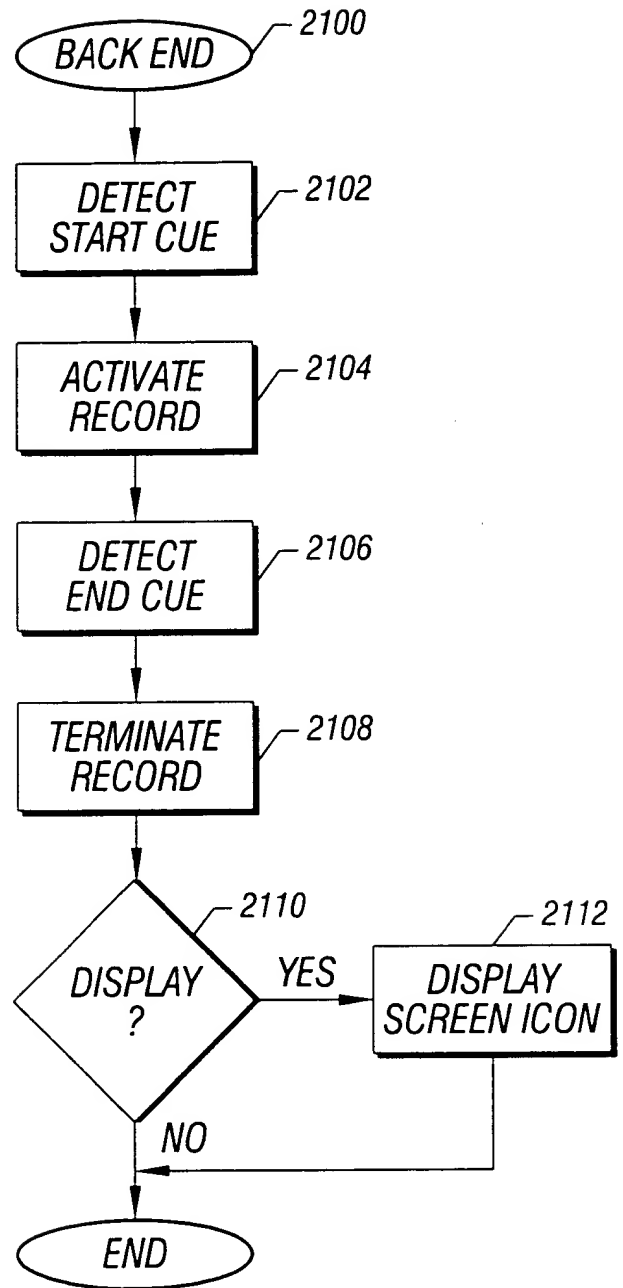 BACK END
2100
DETECT
START CUE
2102
ACTIVATE
RECORD
2104
DETECT
END CUE
2106
TERMINATE
RECORD
2108
DISPLAY
?
2110
YES
2112
DISPLAY
SCREEN ICON
NO
END